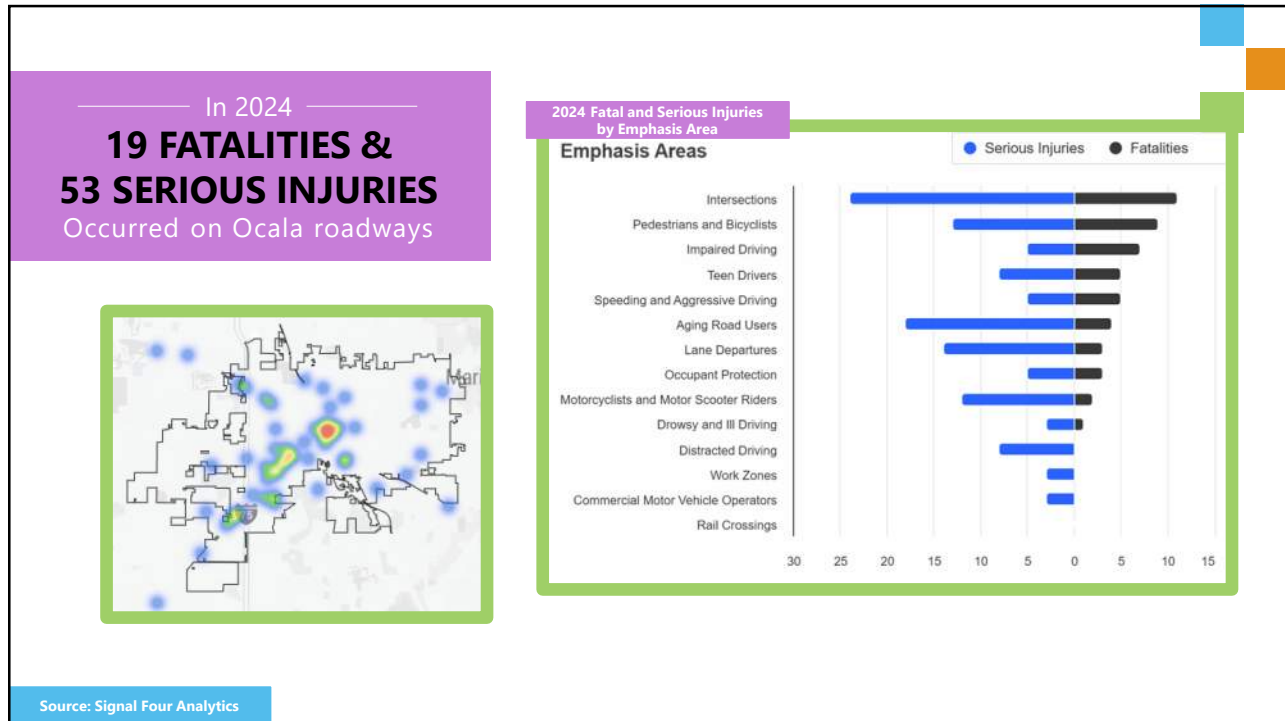 In 2024
19 FATALITIES &
53 SERIOUS INJURIES
Occurred on Ocala roadways
2024 Fatal and Serious Injuries
by Emphasis Area
Emphasis Areas
Serious Injuries
Fatalities
Intersections
Pedestrians and Bicyclists
Impaired Driving
Teen Drivers
Speeding and Aggressive Driving
Aging Road Users
Lane Departures
Occupant Protection
Motorcyclists and Motor Scooter Riders
Drowsy and Ill Driving
Distracted Driving
Work Zones
Commercial Motor Vehicle Operators
Rail Crossings
30 25 20 15 10 5 0 5 10 15
Mari
75
Source: Signal Four Analytics